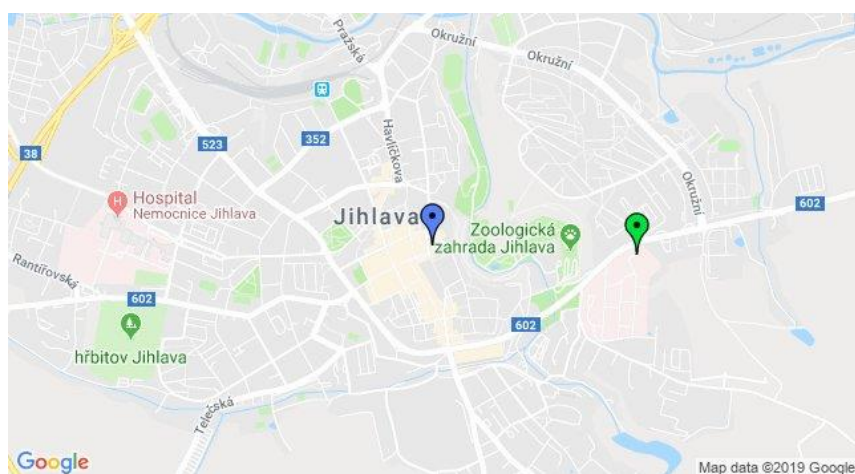 Pražská
Okružní
Okružní
523
352
38
Havlíčkova
Hospital
Nemocnice Jihlava
Jihlava
Zoologická
zahrada Jihlava
Okružní
602
Rantířovská
602
602
hřbitov Jihlava
Telečská
Google
Map data ©2019 Google